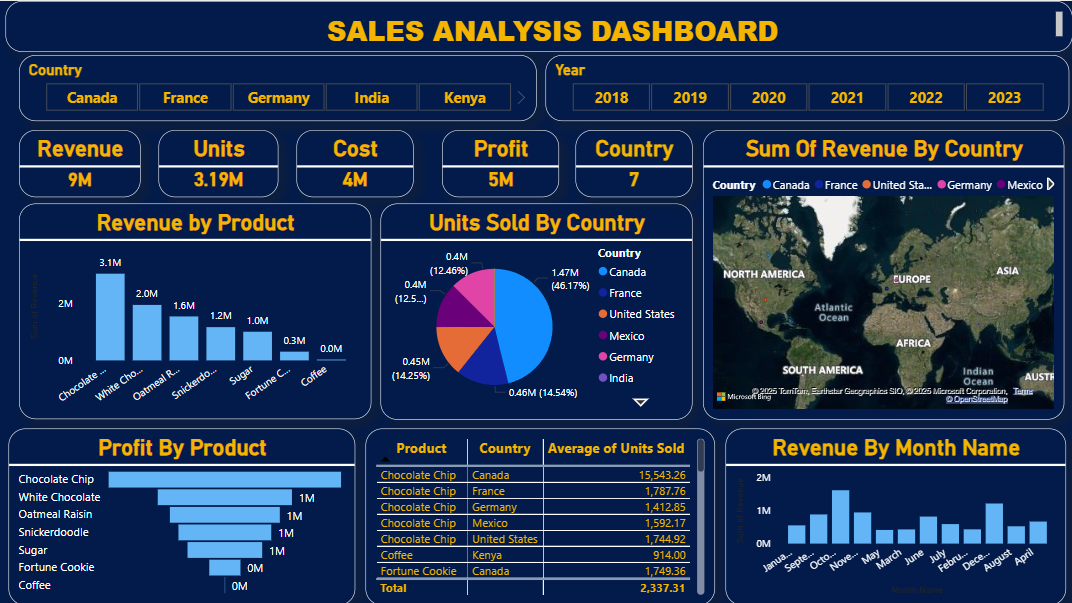 SALES ANALYSIS DASHBOARD
Country
Canada France Germany India Kenya
Year
2018 2019 2020 2021 2022 2023
Revenue
9M
Units
3.19M
Cost
4M
Profit
5M
Country
7
Sum Of Revenue By Country
Country Canada France United Sta... Germany Mexico
NORTH AMERICA
EUROPE
ASIA
Atlantic
Ocean
AFRICA
SOUTH AMERICA
Indian
Ocean
AUSTR
Microsoft Bing
© 2025 TomTom, Earthstar Geographics SIO, © 2025 Microsoft Corporation, Terms
© OpenStreetMap
Revenue by Product
3.1M
2.0M
1.6M
1.2M
1.0M
0.3M
0.0M
2M
0M
Chocolate ...
White Cho...
Oatmeal R...
Snickerdo...
Sugar
Fortune C...
Coffee
Units Sold By Country
1.47M
(46.17%)
0.46M (14.54%)
0.45M
(14.25%)
0.4M
(12.5...)
0.4M
(12.46%)
Country
Canada
France
United States
Mexico
Germany
India
Profit By Product
Chocolate Chip
White Chocolate 1M
Oatmeal Raisin 1M
Snickerdoodle 1M
Sugar 1M
Fortune Cookie 0M
Coffee 0M
Product Country Average of Units Sold
Chocolate Chip Canada 15,543.26
Chocolate Chip France 1,787.76
Chocolate Chip Germany 1,412.85
Chocolate Chip Mexico 1,592.17
Chocolate Chip United States 1,744.92
Coffee Kenya 914.00
Fortune Cookie Canada 1,749.36
Total 2,337.31
Revenue By Month Name
2M
1M
0M
Janua...
Septe...
Octo...
Nove...
May
March
June
July
Febru...
Dece...
August
April
Month Name